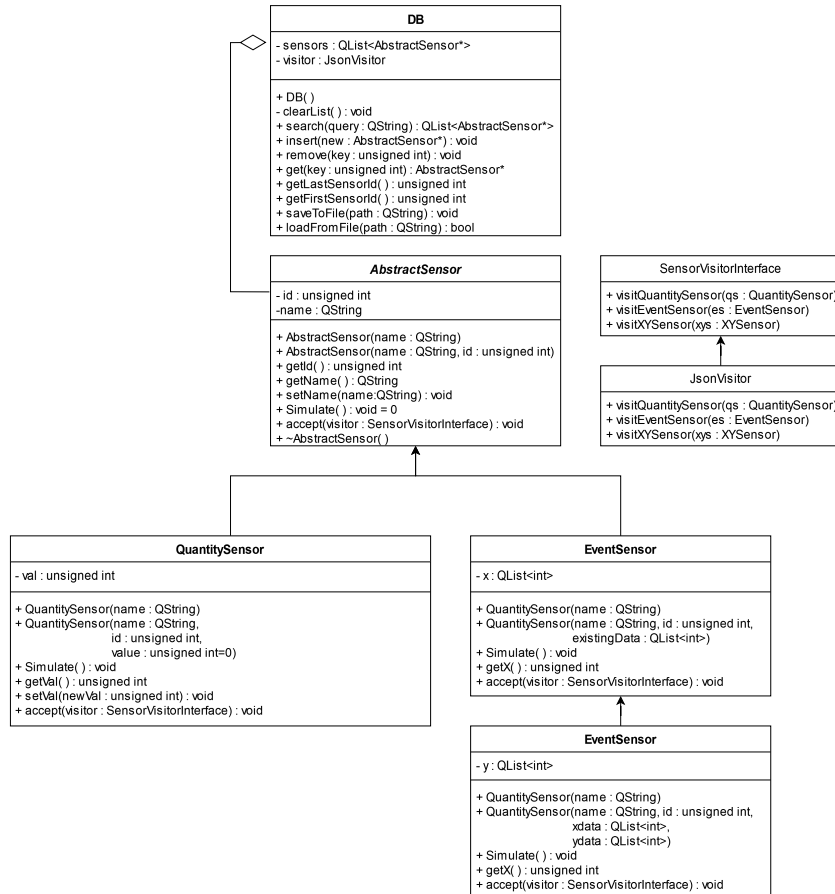 DB
- sensors : QList<AbstractSensor*>
- visitor : JsonVisitor
+ DB( )
- clearList( ) : void
+ search(query : QString) : QList<AbstractSensor*>
+ insert(new : AbstractSensor*) : void
+ remove(key : unsigned int) : void
+ get(key : unsigned int) : AbstractSensor*
+ getLastSensorId( ) : unsigned int
+ getFirstSensorId( ) : unsigned int
+ saveToFile(path : QString) : void
+ loadFromFile(path : QString) : bool
AbstractSensor
- id : unsigned int
-name : QString
+ AbstractSensor(name : QString)
+ AbstractSensor(name : QString, id : unsigned int)
+ getId( ) : unsigned int
+ getName( ) : QString
+ setName(name:QString) : void
+ Simulate( ) : void = 0
+ accept(visitor : SensorVisitorInterface) : void
+ ~AbstractSensor( )
SensorVisitorInterface
+ visitQuantitySensor(qs : QuantitySensor)
+ visitEventSensor(es : EventSensor)
+ visitXYSensor(xys : XYSensor)
JsonVisitor
+ visitQuantitySensor(qs : QuantitySensor)
+ visitEventSensor(es : EventSensor)
+ visitXYSensor(xys : XYSensor)
QuantitySensor
- val : unsigned int
+ QuantitySensor(name : QString)
+ QuantitySensor(name : QString,
id : unsigned int,
value : unsigned int=0)
+ Simulate( ) : void
+ getVal( ) : unsigned int
+ setVal(newVal : unsigned int) : void
+ accept(visitor : SensorVisitorInterface) : void
EventSensor
- x : QList<int>
+ QuantitySensor(name : QString)
+ QuantitySensor(name : QString, id : unsigned int,
existingData : QList<int>)
+ Simulate( ) : void
+ getX( ) : unsigned int
+ accept(visitor : SensorVisitorInterface) : void
EventSensor
- y : QList<int>
+ QuantitySensor(name : QString)
+ QuantitySensor(name : QString, id : unsigned int,
xdata : QList<int>,
ydata : QList<int>)
+ Simulate( ) : void
+ getX( ) : unsigned int
+ accept(visitor : SensorVisitorInterface) : void